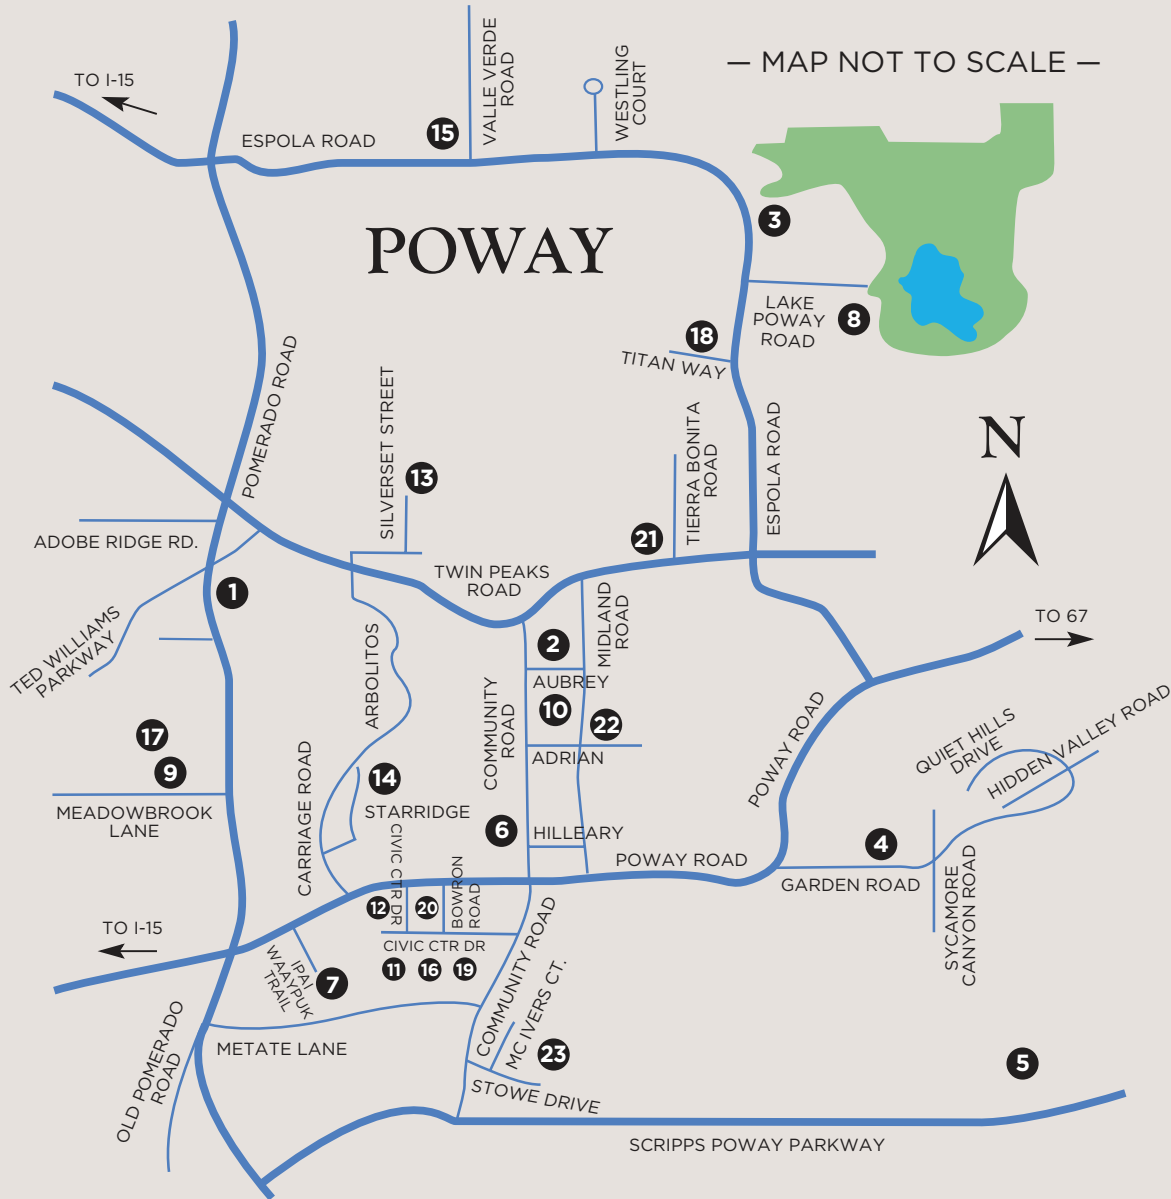 VALLE VERDE
ROAD
WESTLING
COURT
— MAP NOT TO SCALE —
TO I-15
ESPOLA ROAD
15
POWAY
3
LAKE
POWAY
ROAD
8
18
TITAN WAY
POMERADO ROAD
SILVERSET STREET
13
TIERRA BONITA
ROAD
ESPOLA ROAD
N
ADOBE RIDGE RD.
21
TWIN PEAKS
ROAD
1
TED WILLIAMS
PARKWAY
ARBOLITOS
2
MIDLAND
ROAD
TO 67
AUBREY
10
22
COMMUNITY
ROAD
ADRIAN
POWAY ROAD
QUIET HILLS
DRIVE
HIDDEN VALLEY ROAD
17
9
MEADOWBROOK
LANE
CARRIAGE ROAD
14
STARRIDGE
6
HILLEARY
POWAY ROAD
4
GARDEN ROAD
SYCAMORE
CANYON ROAD
CIVIC CTR DR
12
20
BOWRON
ROAD
TO I-15
CIVIC CTR DR
11
16
19
IPAI
WAAYPUK
TRAIL
7
COMMUNITY ROAD
MC IVERS CT.
23
METATE LANE
OLD POMERADO
ROAD
STOWE DRIVE
5
SCRIPPS POWAY PARKWAY